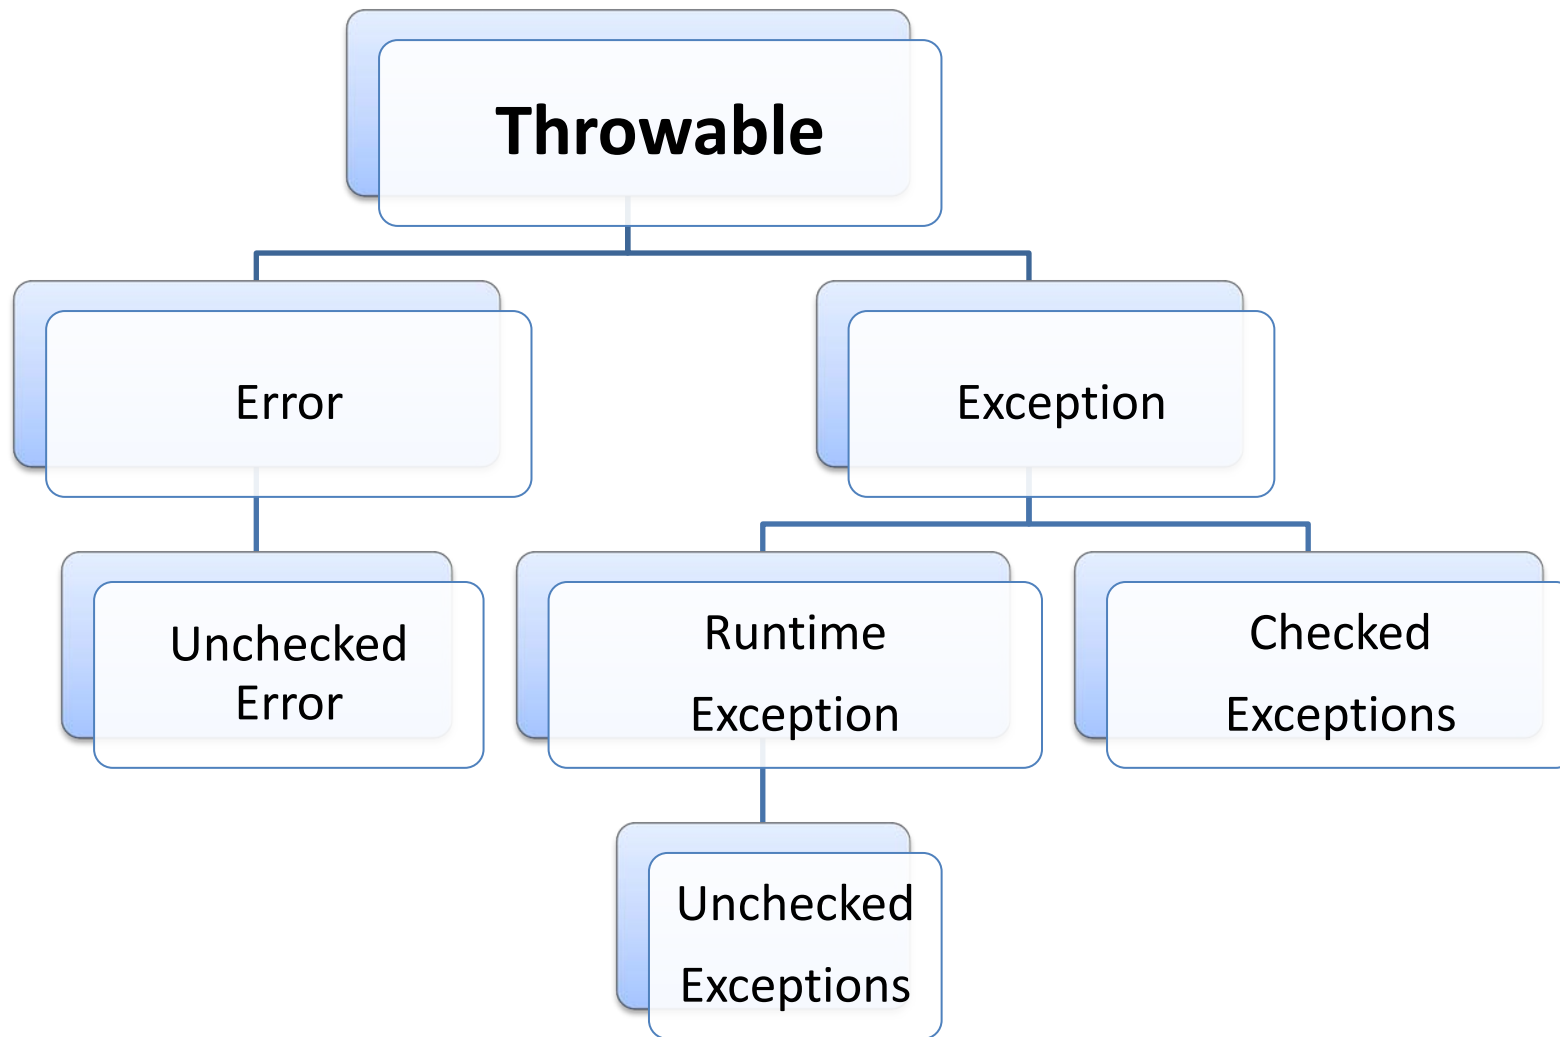 Throwable
Error
Exception
Unchecked
Error
Runtime
Exception
Checked
Exceptions
Unchecked
Exceptions